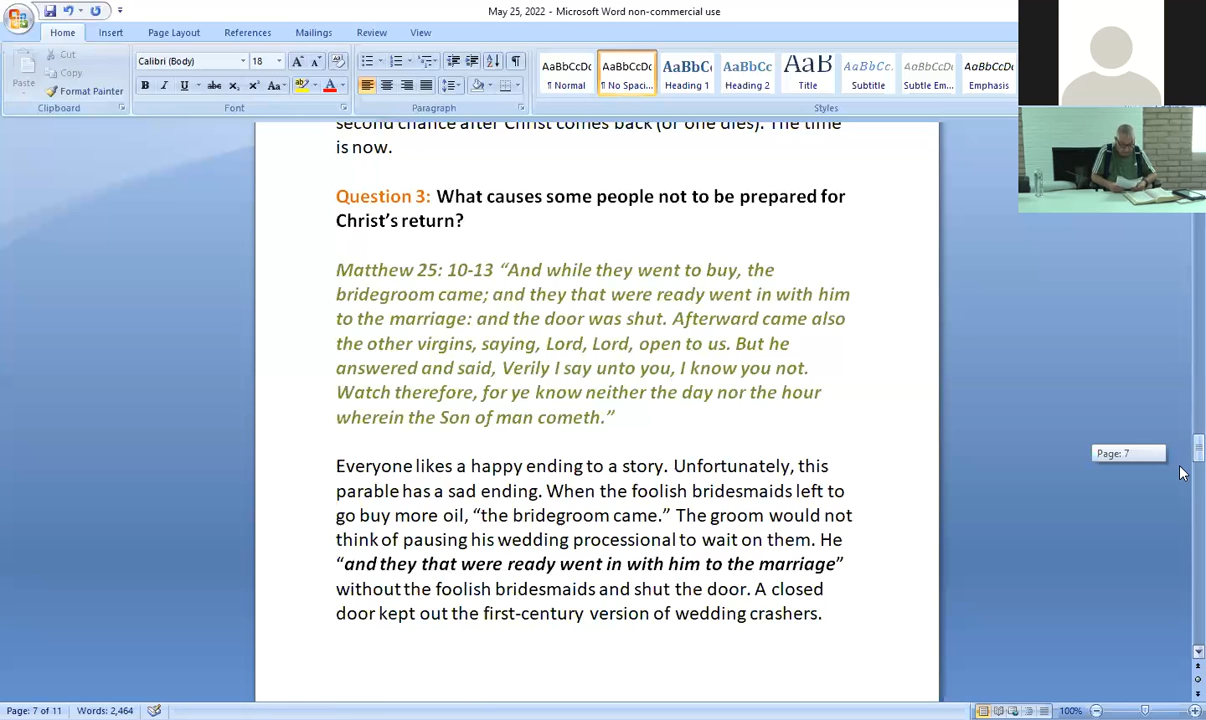 May 25, 2022 - Microsoft Word non-commercial use
Home Insert Page Layout References Mailings Review View
Paste
Cut
Copy
Format Painter
Clipboard
Calibri (Body) 18
Font
Paragraph
AaBbCcDc ¶ Normal
AaBbCcDc ¶ No Spaci...
AaBbC Heading 1
AaBbCc Heading 2
AaB Title
AaBbCc. Subtitle
AaBbCcDc Subtle Em...
AaBbCcDc Emphasis
Styles
second chance after Christ comes back (or one dies). The time
is now.
Question 3: What causes some people not to be prepared for
Christ’s return?
Matthew 25: 10-13 “And while they went to buy, the
bridegroom came; and they that were ready went in with him
to the marriage: and the door was shut. Afterward came also
the other virgins, saying, Lord, Lord, open to us. But he
answered and said, Verily I say unto you, I know you not.
Watch therefore, for ye know neither the day nor the hour
wherein the Son of man cometh.”
Everyone likes a happy ending to a story. Unfortunately, this
parable has a sad ending. When the foolish bridesmaids left to
go buy more oil, “the bridegroom came.” The groom would not
think of pausing his wedding processional to wait on them. He
“and they that were ready went in with him to the marriage”
without the foolish bridesmaids and shut the door. A closed
door kept out the first-century version of wedding crashers.
Page: 7
Page: 7 of 11 Words: 2,464
100%